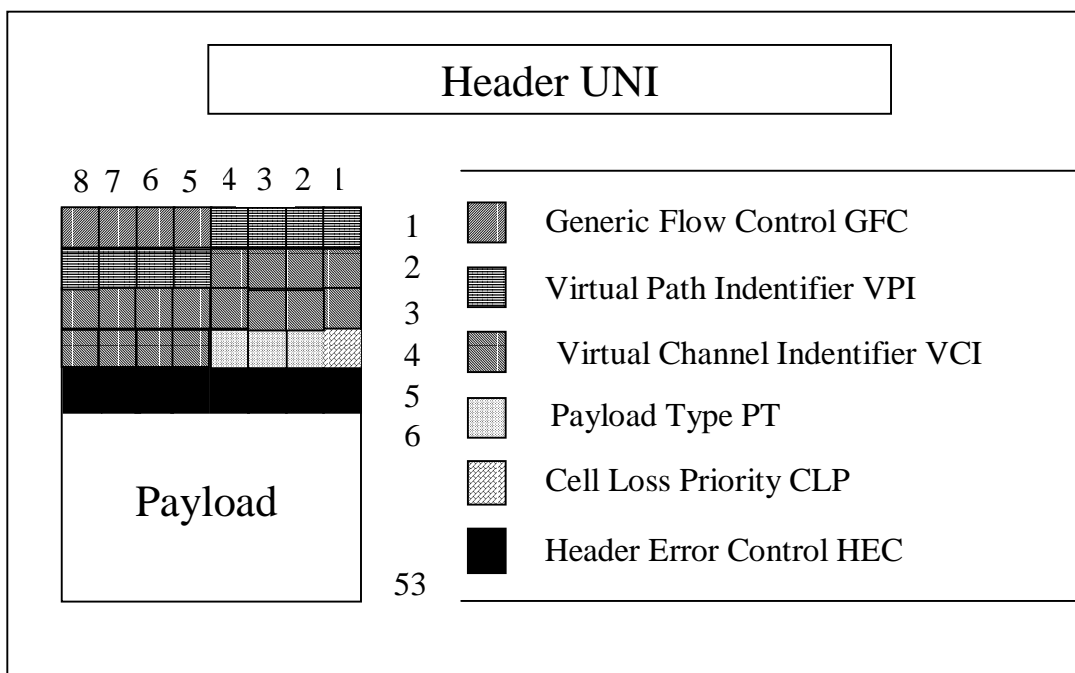 Header UNI
8 7 6 5 4 3 2 1
1
2
3
4
5
6
53
Payload
Generic Flow Control GFC
Virtual Path Indentifier VPI
Virtual Channel Indentifier VCI
Payload Type PT
Cell Loss Priority CLP
Header Error Control HEC